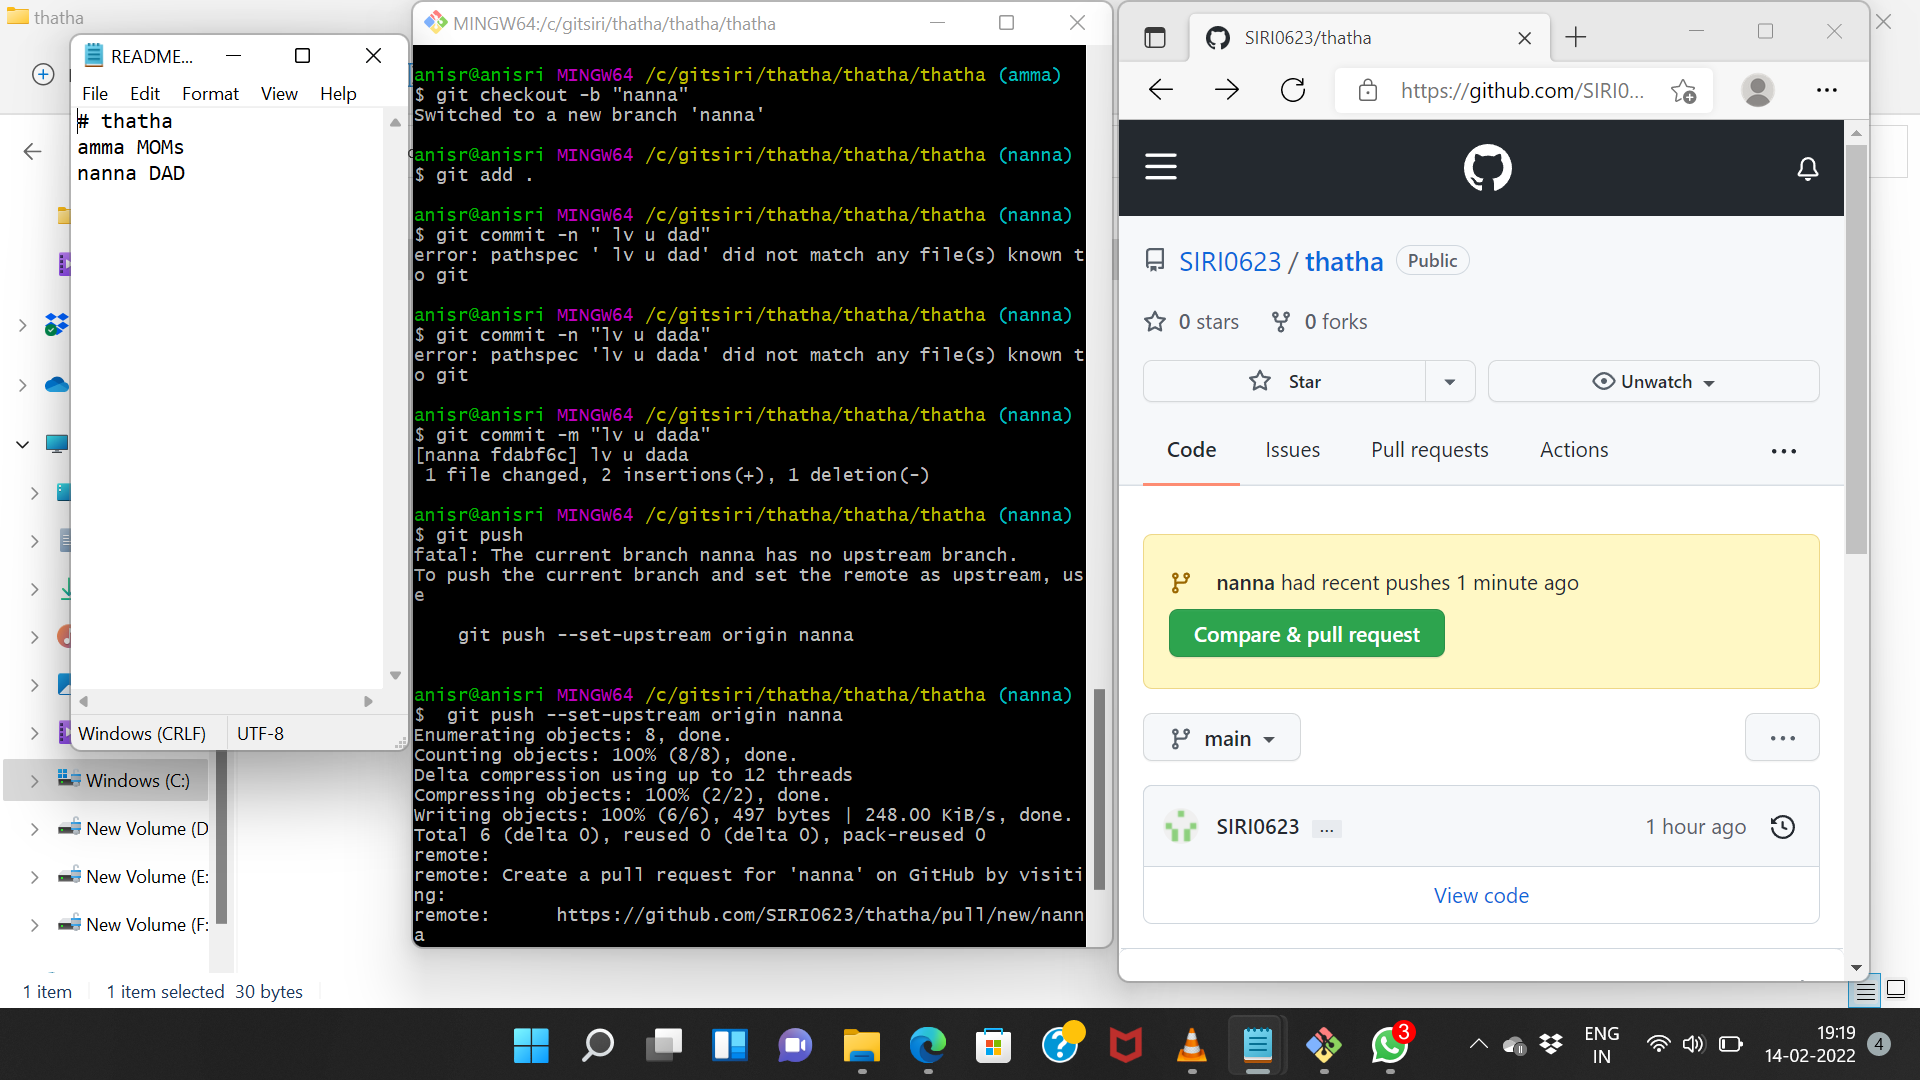 thatha
README...
File Edit Format View Help
# thatha
amma MOMs
nanna DAD
Windows (CRLF) UTF-8
Windows (C:)
New Volume (D
New Volume (E:
New Volume (F:
1 item 1 item selected 30 bytes
MINGW64:/c/gitsiri/thatha/thatha/thatha
anisr@anisri MINGW64 /c/gitsiri/thatha/thatha/thatha (amma)
$ git checkout -b "nanna"
Switched to a new branch 'nanna'
anisr@anisri MINGW64 /c/gitsiri/thatha/thatha/thatha (nanna)
$ git add .
anisr@anisri MINGW64 /c/gitsiri/thatha/thatha/thatha (nanna)
$ git commit -n " lv u dad"
error: pathspec ' lv u dad' did not match any file(s) known t
o git
anisr@anisri MINGW64 /c/gitsiri/thatha/thatha/thatha (nanna)
$ git commit -n "lv u dada"
error: pathspec 'lv u dada' did not match any file(s) known t
o git
anisr@anisri MINGW64 /c/gitsiri/thatha/thatha/thatha (nanna)
$ git commit -m "lv u dada"
[nanna fdabf6c] lv u dada
1 file changed, 2 insertions(+), 1 deletion(-)
anisr@anisri MINGW64 /c/gitsiri/thatha/thatha/thatha (nanna)
$ git push
fatal: The current branch nanna has no upstream branch.
To push the current branch and set the remote as upstream, us
e
git push --set-upstream origin nanna
anisr@anisri MINGW64 /c/gitsiri/thatha/thatha/thatha (nanna)
$  git push --set-upstream origin nanna
Enumerating objects: 8, done.
Counting objects: 100% (8/8), done.
Delta compression using up to 12 threads
Compressing objects: 100% (2/2), done.
Writing objects: 100% (6/6), 497 bytes | 248.00 KiB/s, done.
Total 6 (delta 0), reused 0 (delta 0), pack-reused 0
remote:
remote: Create a pull request for 'nanna' on GitHub by visiti
ng:
remote:      https://github.com/SIRI0623/thatha/pull/new/nann
a
SIRI0623/thatha
https://github.com/SIRI0...
SIRI0623 / thatha Public
0 stars 0 forks
Star Unwatch
Code Issues Pull requests Actions ...
nanna had recent pushes 1 minute ago
Compare & pull request
main ...
SIRI0623 ... 1 hour ago
View code
3
ENG
IN
19:19
14-02-2022
4